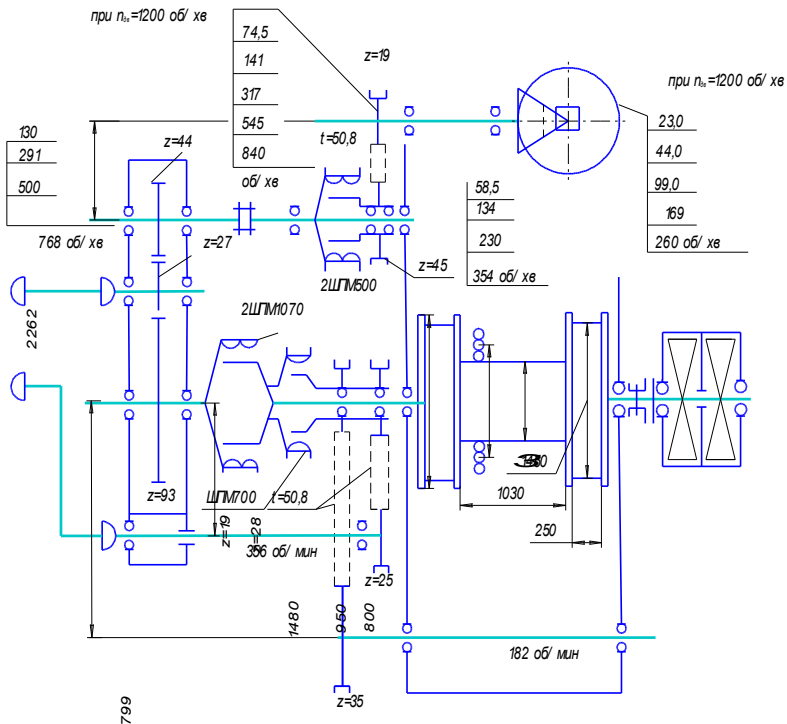 при nдв=1200 об/ хв
74,5
141
317
545
840
об/ хв
z=19
при nдв=1200 об/ хв
23,0
44,0
99,0
169
260 об/ хв
130
291
500
768 об/ хв
z=44
t=50,8
58,5
134
230
354 об/ хв
z=27
z=45
2ШПМ500
2262
2ШПМ1070
1030
250
z=93
ШПМ700
t=50,8
z=19
z=28
356 об/ мин
z=25
1480
950
800
182 об/ мин
z=35
799